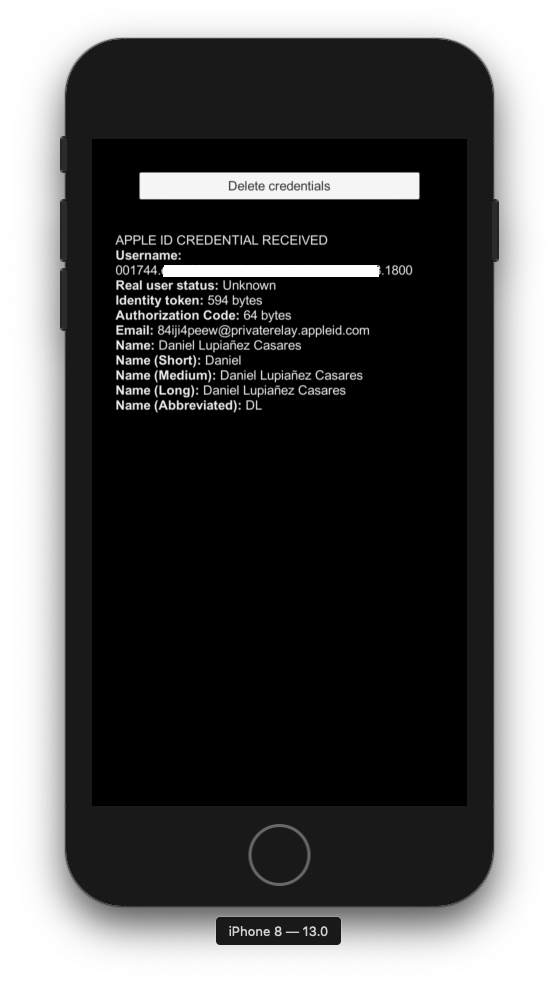 Delete credentials
APPLE ID CREDENTIAL RECEIVED
Username:
001744. .1800
Real user status: Unknown
Identity token: 594 bytes
Authorization Code: 64 bytes
Email: 84iji4peew@privaterelay.appleid.com
Name: Daniel Lupiañez Casares
Name (Short): Daniel
Name (Medium): Daniel Lupiañez Casares
Name (Long): Daniel Lupiañez Casares
Name (Abbreviated): DL
iPhone 8 — 13.0